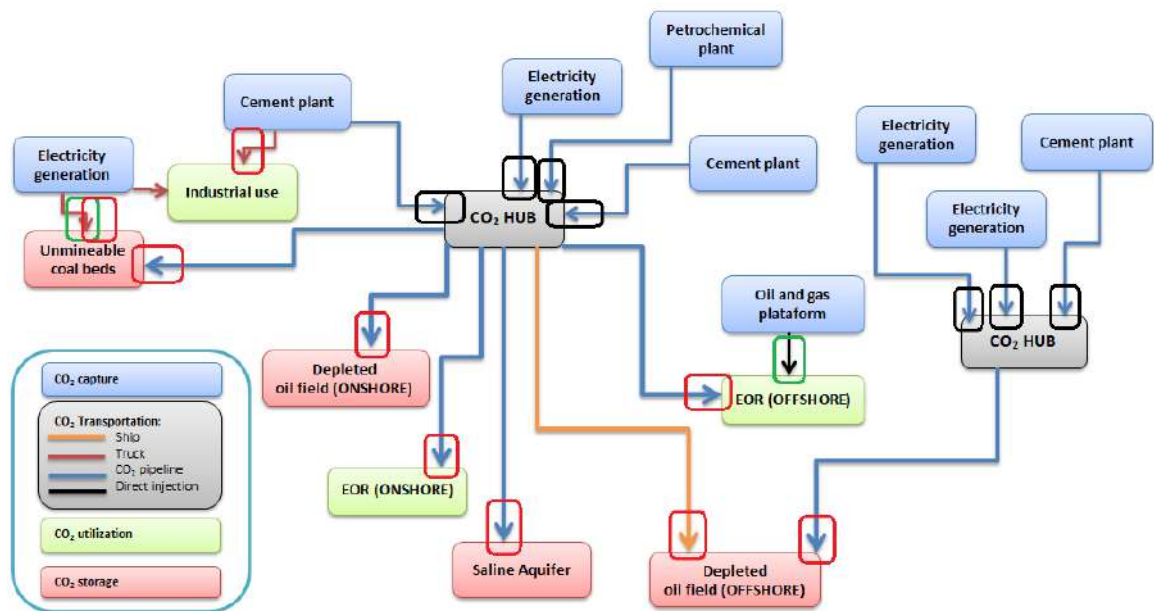 Petrochemical
plant
Electricity
generation
Cement plant
Electricity
generation
Cement plant
Electricity
generation
Industrial use
Cement plant
CO₂ HUB
Electricity
generation
Unmineable
coal beds
Oil and gas
plataform
CO₂ HUB
Depleted
oil field (ONSHORE)
EOR (OFFSHORE)
CO₂ capture
CO₂ Transportation:
Ship
Truck
CO₂ pipeline
Direct injection
CO₂ utilization
CO₂ storage
EOR (ONSHORE)
Saline Aquifer
Depleted
oil field (OFFSHORE)